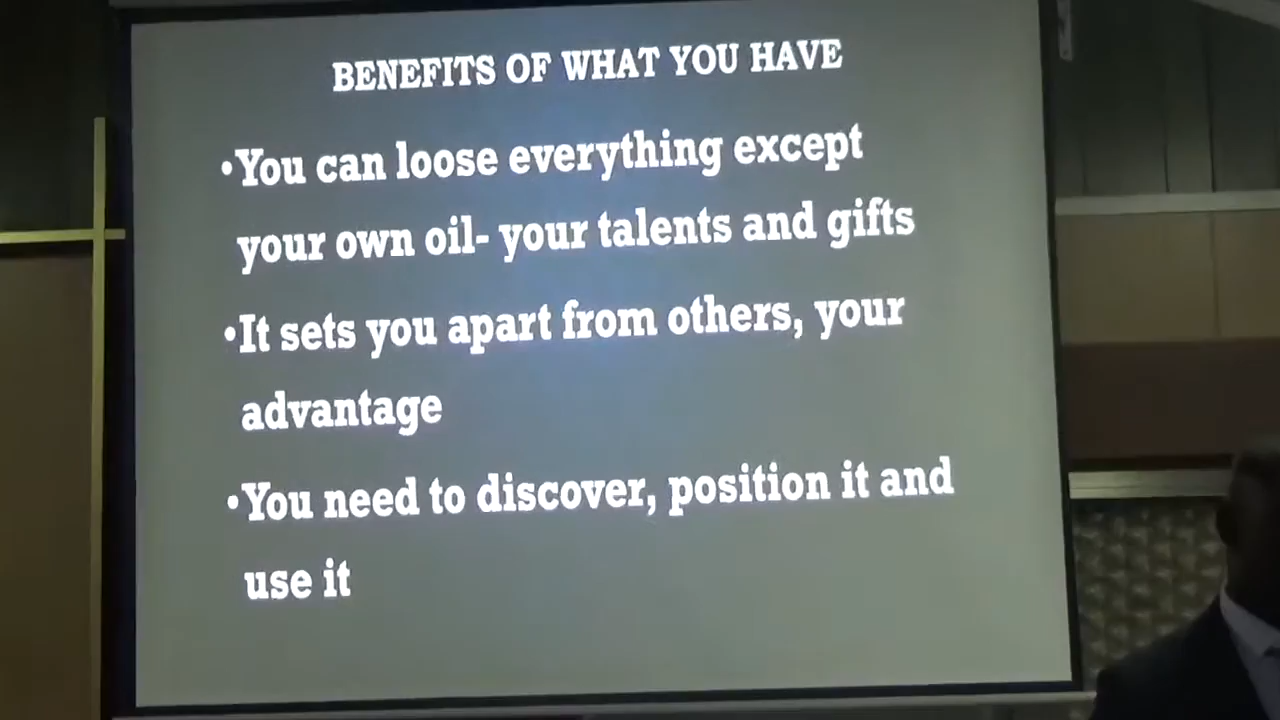 BENEFITS OF WHAT YOU HAVE
•You can loose everything except
your own oil- your talents and gifts
•It sets you apart from others, your
advantage
•You need to discover, position it and
use it